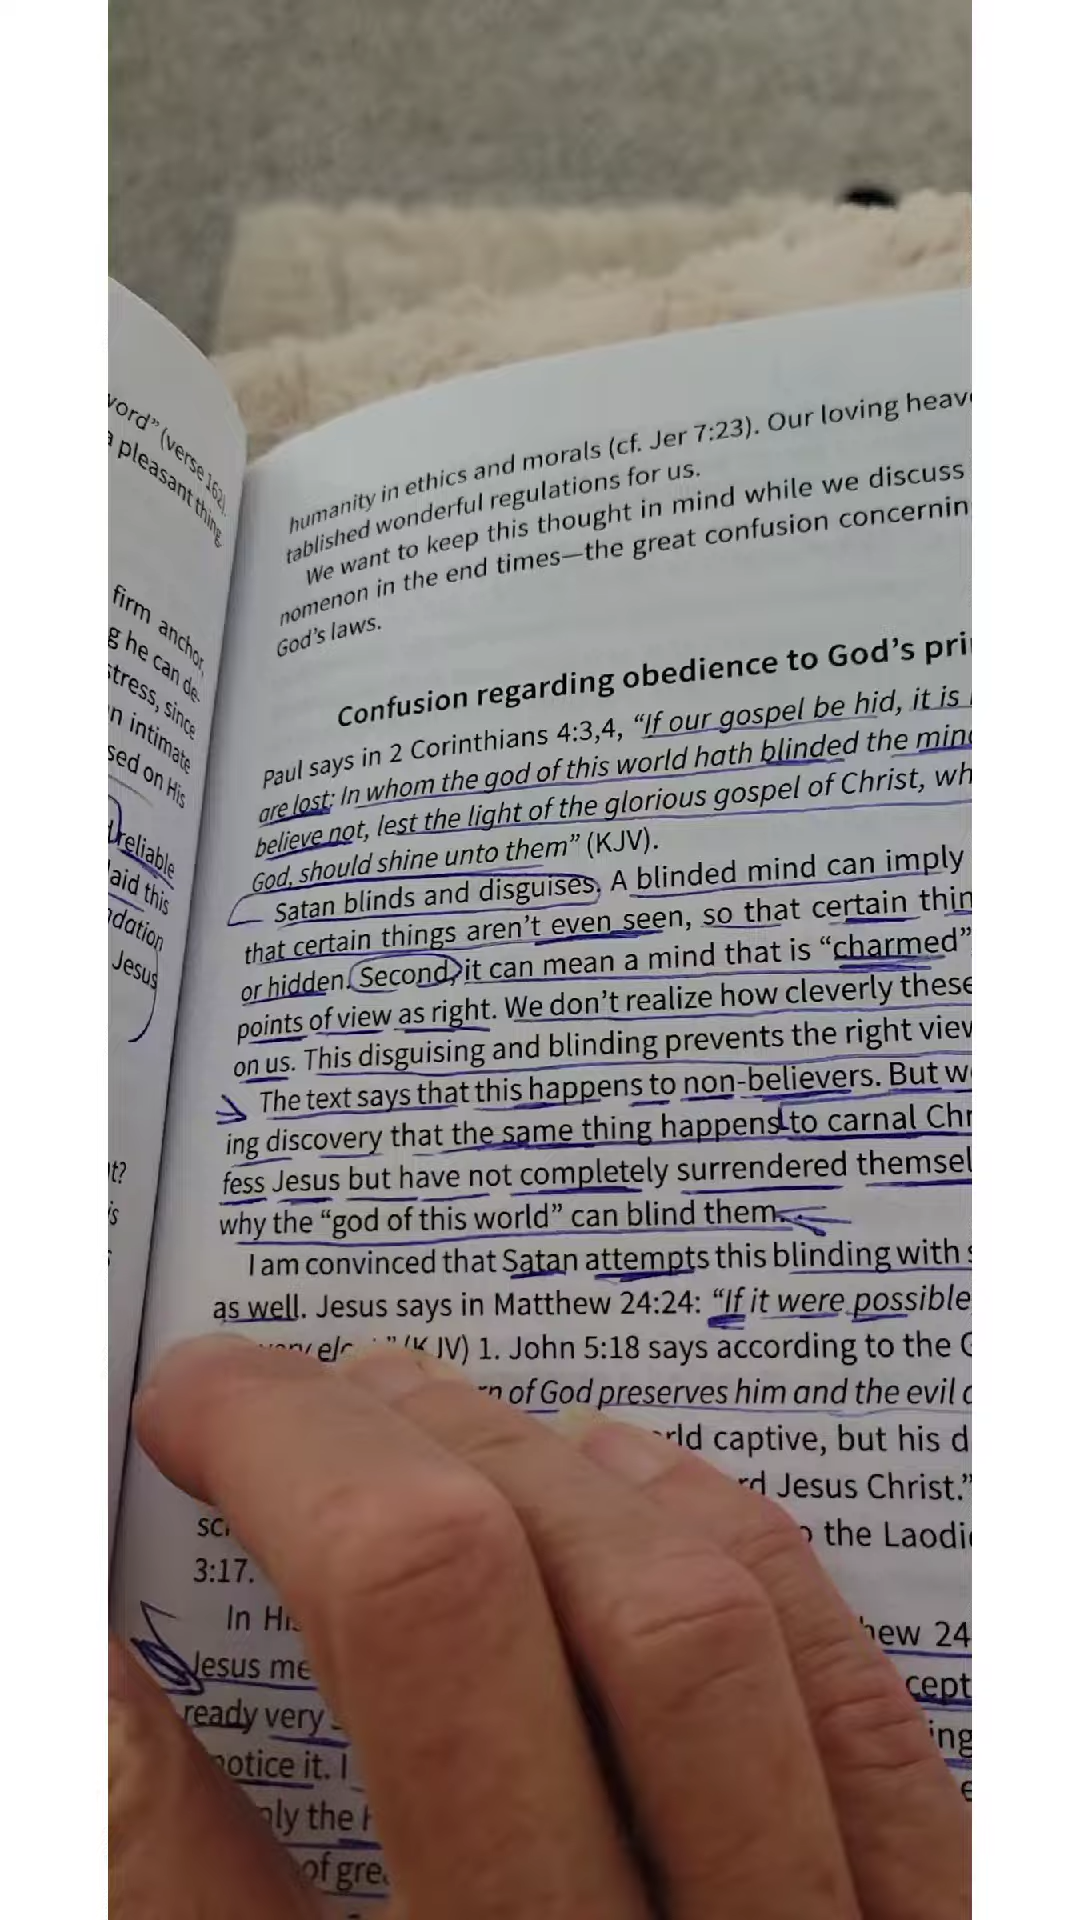 word" (verse 162).
a pleasant thing.
firm anchor,
g he can de-
stress, since
n intimate
sed on His
reliable
laid this
ndation
Jesus
t?
is
humanity in ethics and morals (cf. Jer 7:23). Our loving heav
tablished wonderful regulations for us.
We want to keep this thought in mind while we discuss
nomenon in the end times—the great confusion concernin
God's laws.
Confusion regarding obedience to God's pri
Paul says in 2 Corinthians 4:3,4, "If our gospel be hid, it is
are lost: In whom the god of this world hath blinded the min
believe not, lest the light of the glorious gospel of Christ, wh
God, should shine unto them" (KJV).
Satan blinds and disguises. A blinded mind can imply
that certain things aren't even seen, so that certain thin
or hidden. Second, it can mean a mind that is "charmed"
points of view as right. We don't realize how cleverly these
on us. This disguising and blinding prevents the right view
The text says that this happens to non-believers. But w
ing discovery that the same thing happens to carnal Chr
fess Jesus but have not completely surrendered themsel
why the "god of this world" can blind them.
I am convinced that Satan attempts this blinding with s
as well. Jesus says in Matthew 24:24: "If it were possible
very elect" (KJV) 1. John 5:18 says according to the G
rn of God preserves him and the evil o
rld captive, but his d
rd Jesus Christ."
o the Laodi
3:17.
In His
hew 24
Jesus me
cept
ready very
ing
notice it. I
ply the
of gre